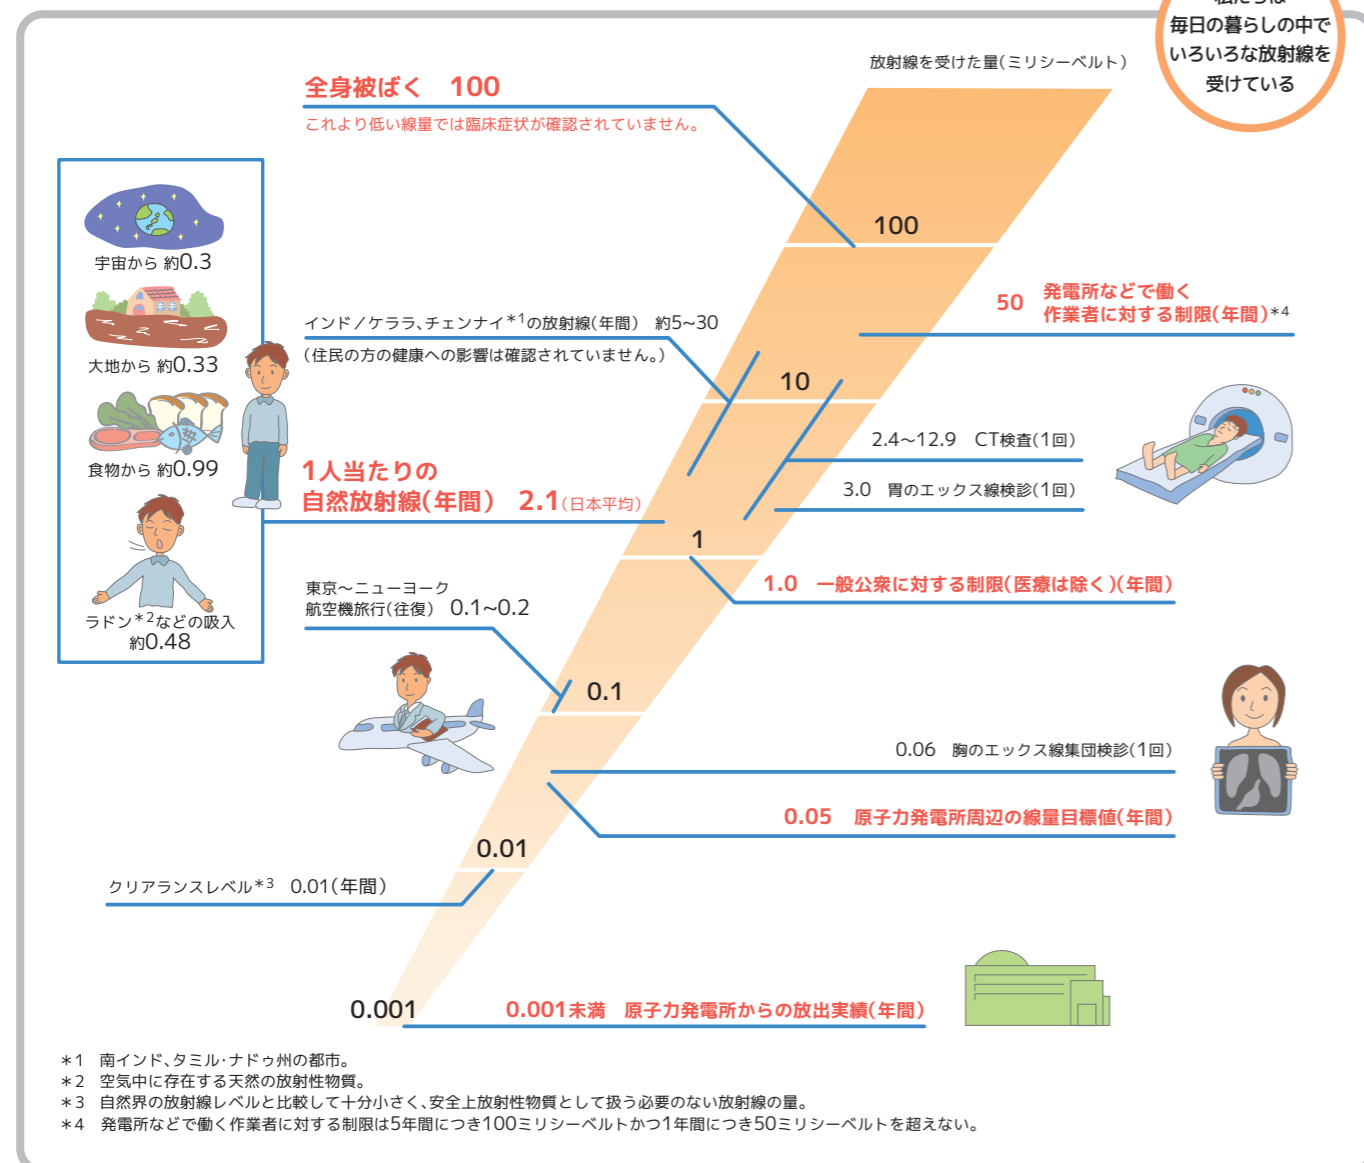 毎日の暮らしの中で
いろいろな放射線を
受けている
放射線を受けた量(ミリシーベルト)
全身被ばく 100
これより低い線量では臨床症状が確認されていません。
100
宇宙から 約0.3
大地から 約0.33
食物から 約0.99
ラドン*2などの吸入
約0.48
50 発電所などで働く
作業者に対する制限(年間)*4
インド/ケララ、チェンナイ*1の放射線(年間) 約5~30
(住民の方の健康への影響は確認されていません。)
10
2.4~12.9 CT検査(1回)
3.0 胃のエックス線検診(1回)
1人当たりの
自然放射線(年間) 2.1(日本平均)
1
1.0 一般公衆に対する制限(医療は除く)(年間)
東京~ニューヨーク
航空機旅行(往復) 0.1~0.2
0.1
0.06 胸のエックス線集団検診(1回)
0.05 原子力発電所周辺の線量目標値(年間)
0.01
クリアランスレベル*3 0.01(年間)
0.001
0.001未満 原子力発電所からの放出実績(年間)
*1 南インド、タミル・ナドゥ州の都市。
*2 空気中に存在する天然の放射性物質。
*3 自然界の放射線レベルと比較して十分小さく、安全上放射性物質として扱う必要のない放射線の量。
*4 発電所などで働く作業者に対する制限は5年間につき100ミリシーベルトかつ1年間につき50ミリシーベルトを超えない。